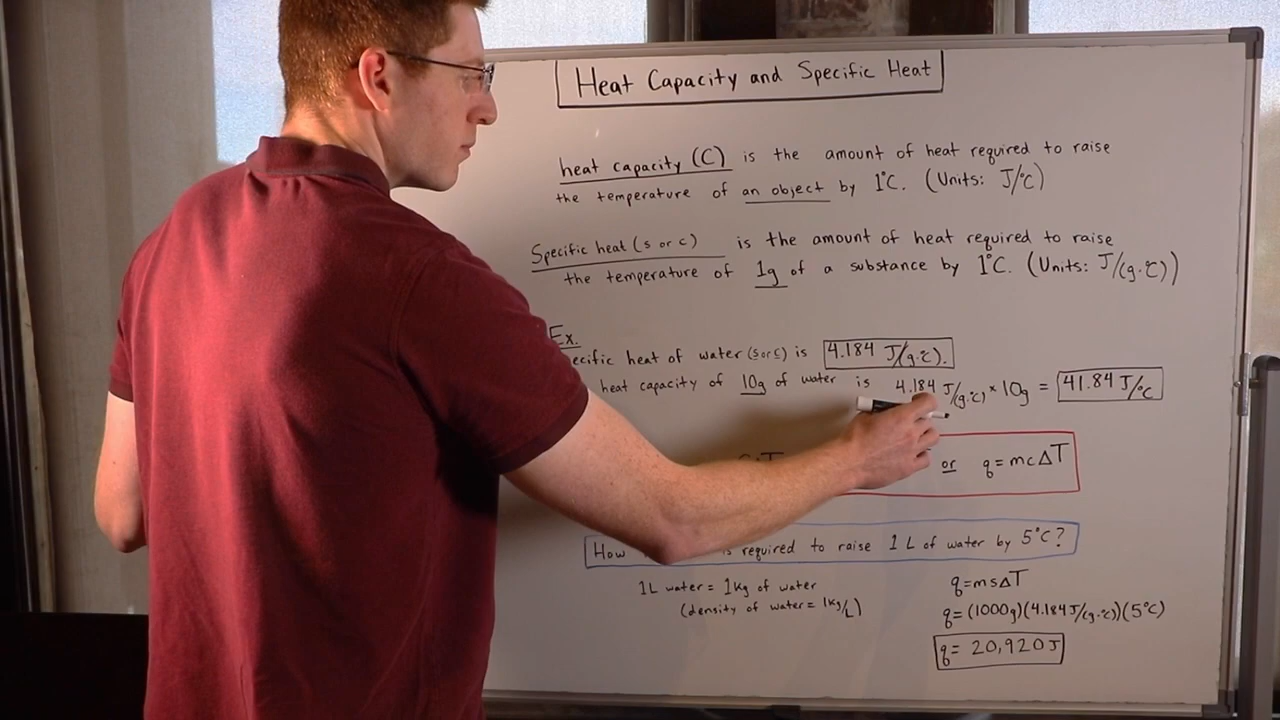 Heat Capacity and Specific Heat
heat capacity (C) is the amount of heat required to raise
the temperature of an object by 1°C. (Units: J/°C)
Specific heat (s or c) is the amount of heat required to raise
the temperature of 1g of a substance by 1°C. (Units: J/(g·°C))
Ex.
ecific heat of water (s or c) is 4.184 J/(g·°C).
heat capacity of 10g of water is 4.184 J/(g·°C) × 10g = 41.84 J/°C
or q=mcΔT
How is required to raise 1 L of water by 5°C?
1L water = 1kg of water
(density of water = 1kg/L)
q=msΔT
q=(1000g)(4.184J/(g·°C))(5°C)
q= 20,920J